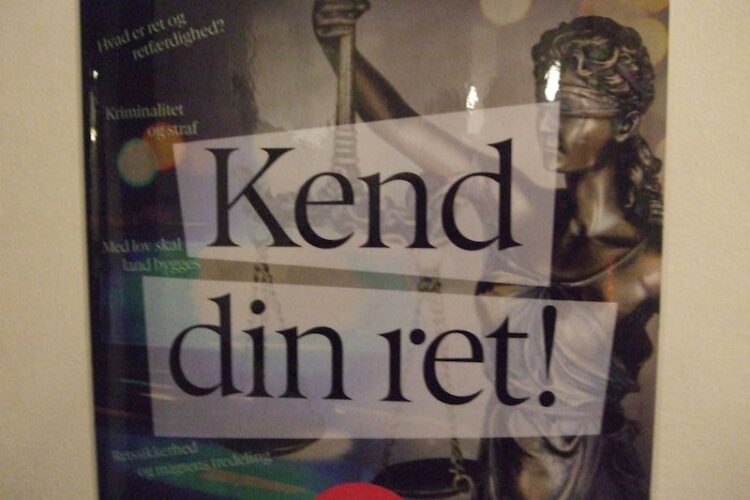 Hvad er ret og
retfærdighed?
Kriminalitet
og straf
Kend
Med lov skal
land bygges
din ret!
Retssikkerhed
og magtens tredeling